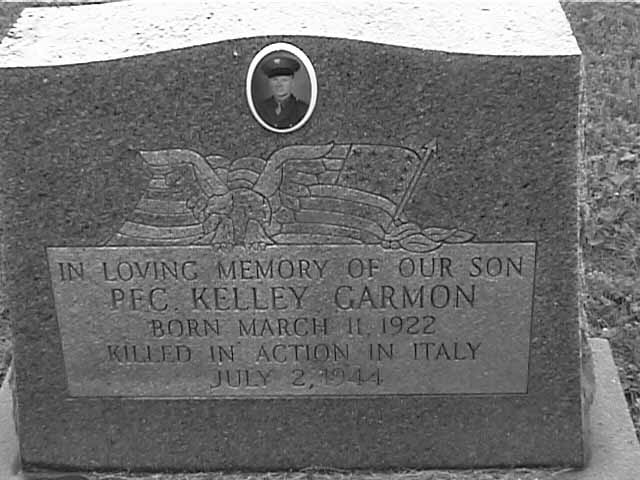 IN LOVING MEMORY OF OUR SON
PFC. KELLEY GARMON
BORN MARCH 11, 1922
KILLED IN ACTION IN ITALY
JULY 2, 1944